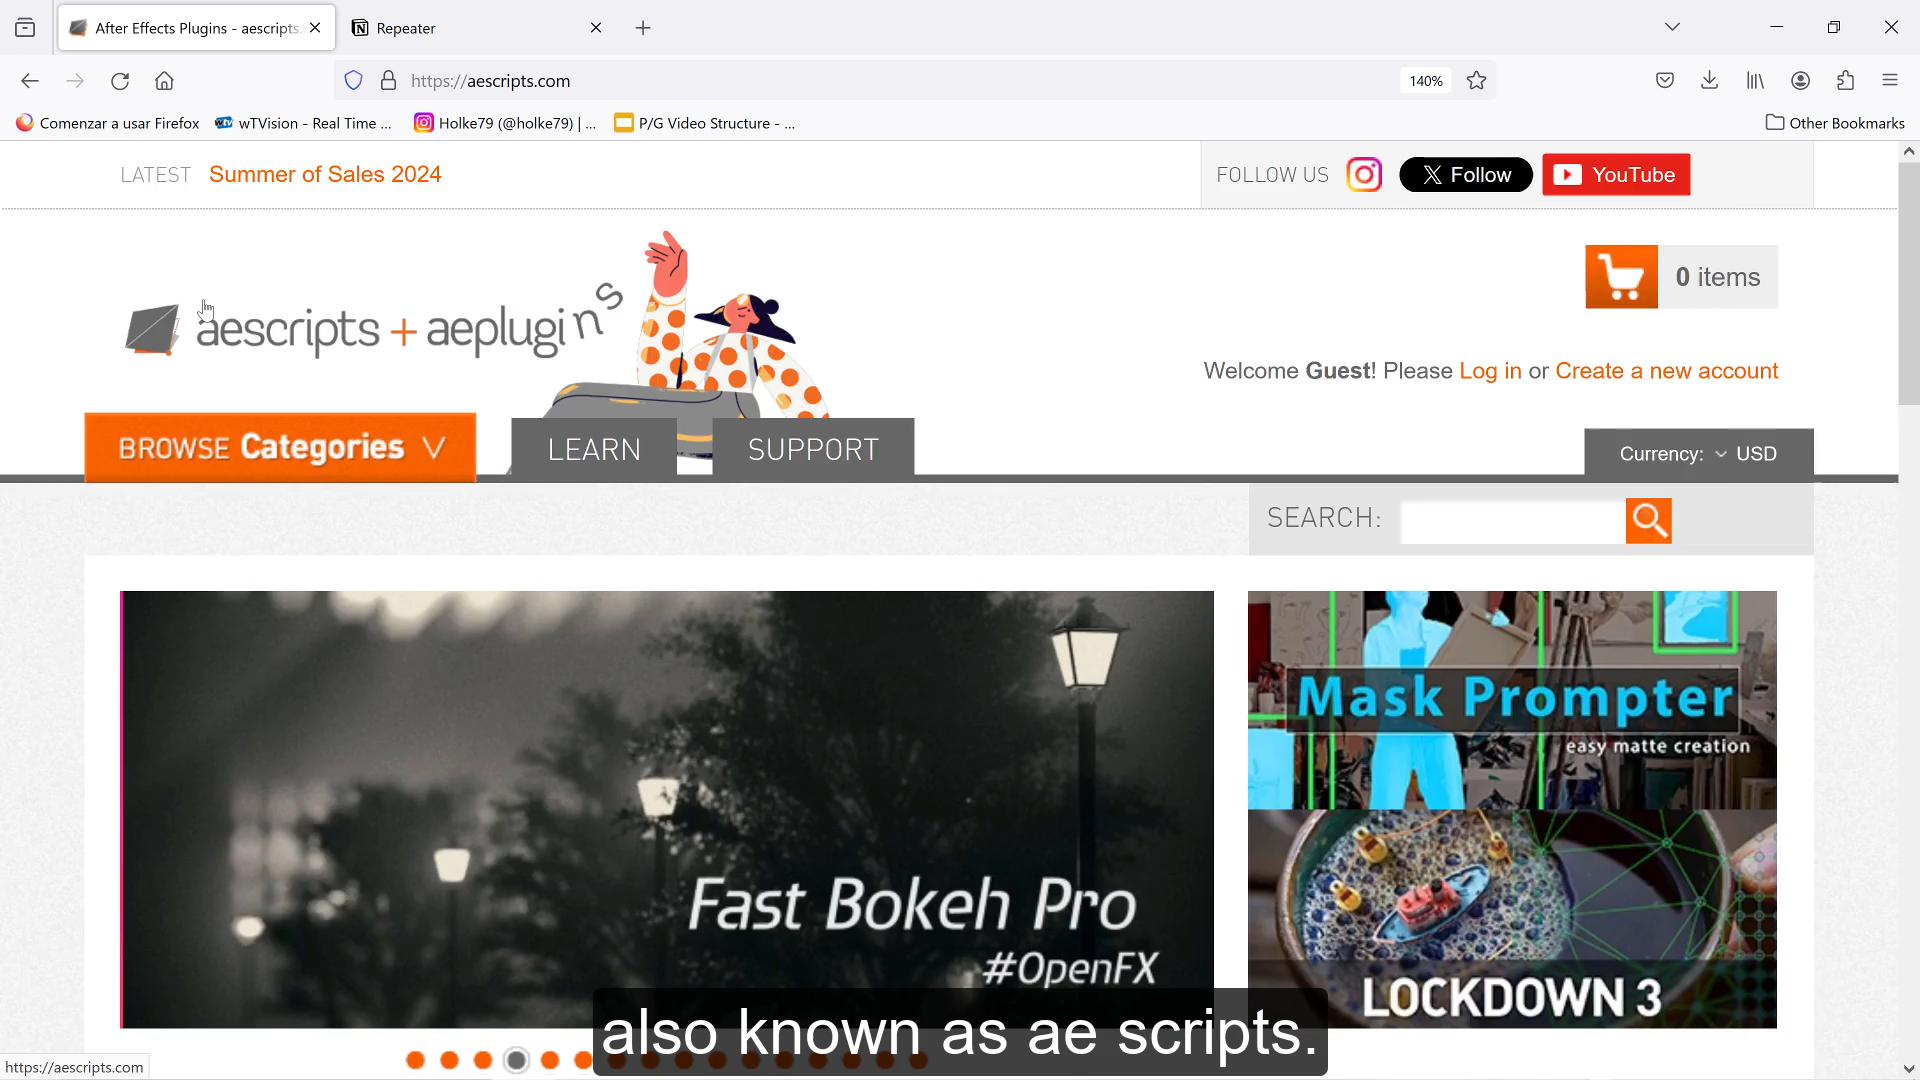 After Effects Plugins - aescripts.
Repeater
https://aescripts.com
140%
Comenzar a usar Firefox
wTVision - Real Time ...
Holke79 (@holke79) | ...
P/G Video Structure - ...
Other Bookmarks
LATEST Summer of Sales 2024
FOLLOW US
X Follow
YouTube
aescripts + aeplugins
0 items
Welcome Guest! Please Log in or Create a new account
BROWSE Categories
LEARN
SUPPORT
Currency: USD
SEARCH:
Mask Prompter
easy matte creation
Fast Bokeh Pro
#OpenFX
LOCKDOWN 3
also known as ae scripts.
https://aescripts.com